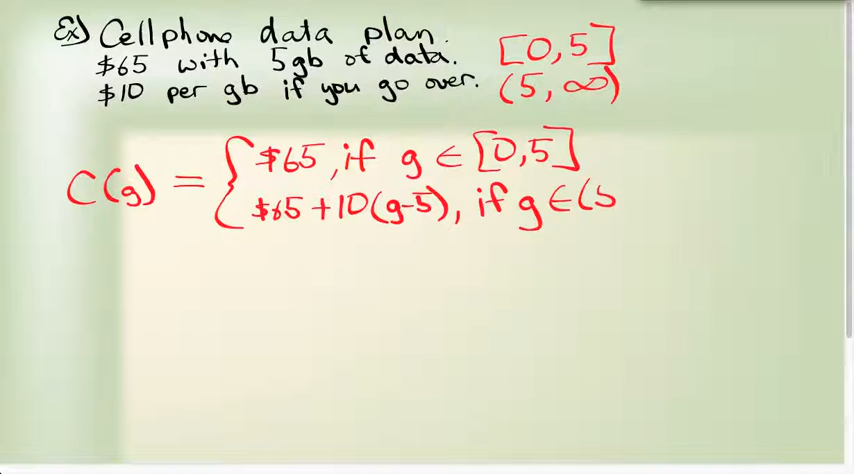 Ex) Cellphone data plan.
$65 with 5gb of data. [0,5]
$10 per gb if you go over. (5,∞)
C(g) = { $65, if g ∈ [0,5]
$65+10(g-5), if g ∈ (5